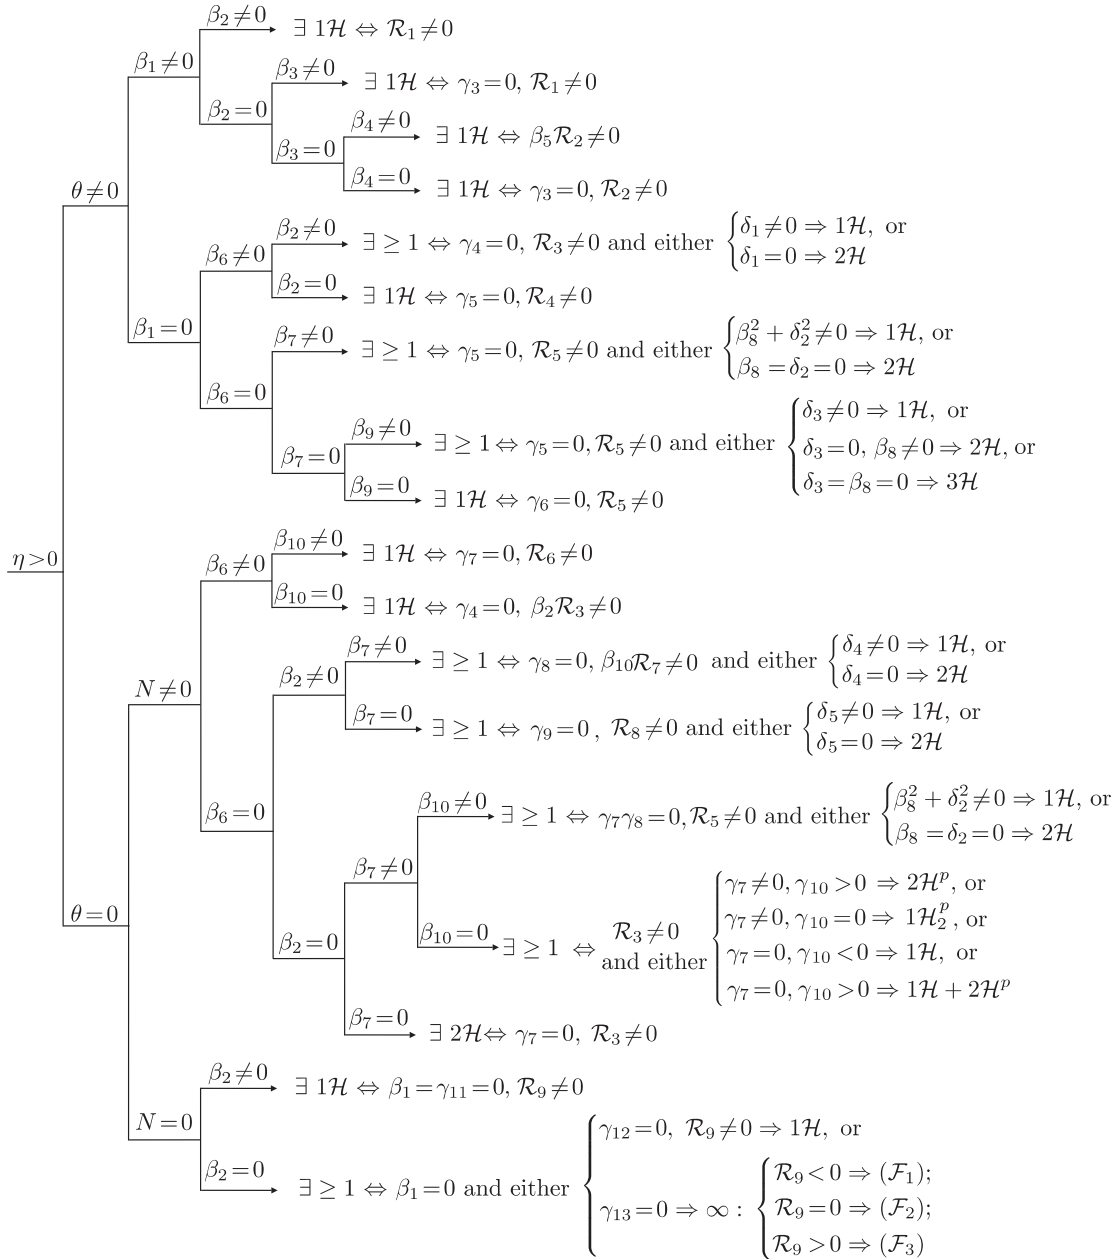 β₂≠0 ∃ 1ℋ ⇔ ℛ₁≠0
β₁≠0
β₃≠0 ∃ 1ℋ ⇔ γ₃=0, ℛ₁≠0
β₂=0
β₄≠0 ∃ 1ℋ ⇔ β₅ℛ₂≠0
β₃=0
β₄=0 ∃ 1ℋ ⇔ γ₃=0, ℛ₂≠0
θ≠0
β₂≠0 ∃ ≥ 1 ⇔ γ₄=0, ℛ₃≠0 and either
δ₁≠0 ⇒ 1ℋ, or
δ₁=0 ⇒ 2ℋ
β₆≠0
β₂=0 ∃ 1ℋ ⇔ γ₅=0, ℛ₄≠0
β₁=0
β₇≠0 ∃ ≥ 1 ⇔ γ₅=0, ℛ₅≠0 and either
β₈² + δ₂² ≠0 ⇒ 1ℋ, or
β₈ = δ₂=0 ⇒ 2ℋ
β₆=0
β₉≠0 ∃ ≥ 1 ⇔ γ₅=0, ℛ₅≠0 and either
δ₃≠0 ⇒ 1ℋ, or
δ₃=0, β₈≠0 ⇒ 2ℋ, or
δ₃=β₈=0 ⇒ 3ℋ
β₇=0
β₉=0 ∃ 1ℋ ⇔ γ₆=0, ℛ₅≠0
η>0
β₁₀≠0 ∃ 1ℋ ⇔ γ₇=0, ℛ₆≠0
β₆≠0
β₁₀=0 ∃ 1ℋ ⇔ γ₄=0, β₂ℛ₃≠0
N≠0
β₇≠0 ∃ ≥ 1 ⇔ γ₈=0, β₁₀ℛ₇≠0 and either
δ₄≠0 ⇒ 1ℋ, or
δ₄=0 ⇒ 2ℋ
β₂≠0
β₇=0 ∃ ≥ 1 ⇔ γ₉=0, ℛ₈≠0 and either
δ₅≠0 ⇒ 1ℋ, or
δ₅=0 ⇒ 2ℋ
β₆=0
β₁₀≠0 ∃ ≥ 1 ⇔ γ₇γ₈=0, ℛ₅≠0 and either
β₈² + δ₂² ≠0 ⇒ 1ℋ, or
β₈ = δ₂=0 ⇒ 2ℋ
β₇≠0
β₁₀=0 ∃ ≥ 1 ⇔ ℛ₃≠0
and either
γ₇≠0, γ₁₀>0 ⇒ 2ℋᵖ, or
γ₇≠0, γ₁₀=0 ⇒ 1ℋ₂ᵖ, or
γ₇=0, γ₁₀<0 ⇒ 1ℋ, or
γ₇=0, γ₁₀>0 ⇒ 1ℋ + 2ℋᵖ
β₂=0
β₇=0 ∃ 2ℋ ⇔ γ₇=0, ℛ₃≠0
θ=0
β₂≠0 ∃ 1ℋ ⇔ β₁=γ₁₁=0, ℛ₉≠0
N=0
β₂=0 ∃ ≥ 1 ⇔ β₁=0 and either
γ₁₂=0, ℛ₉≠0 ⇒ 1ℋ, or
γ₁₃=0 ⇒ ∞ :
ℛ₉<0 ⇒ (ℱ₁);
ℛ₉=0 ⇒ (ℱ₂);
ℛ₉>0 ⇒ (ℱ₃)